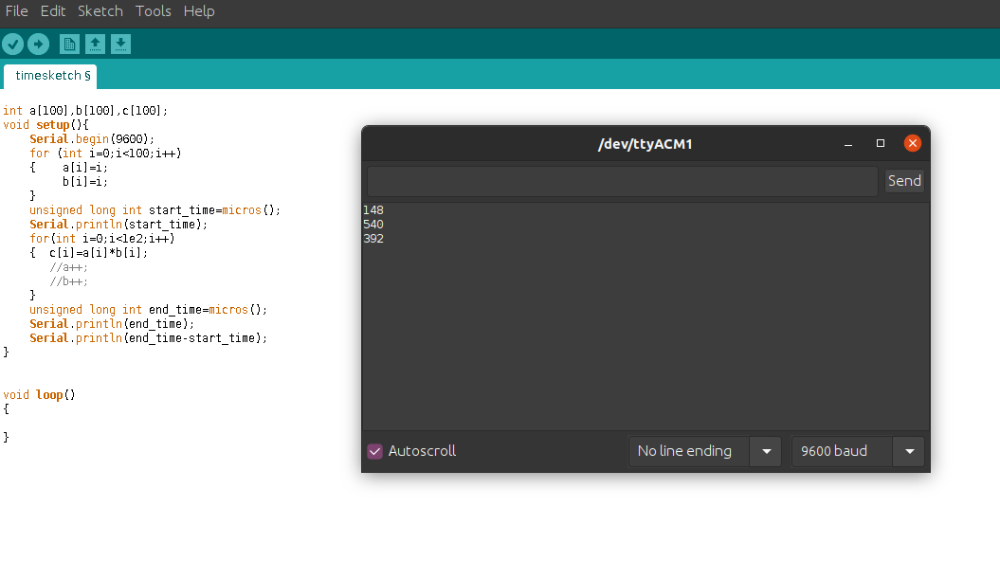 File Edit Sketch Tools Help
timesketch §
int a[100],b[100],c[100];
void setup(){
    Serial.begin(9600);
    for (int i=0;i<100;i++)
    {    a[i]=i;
         b[i]=i;
    }
    unsigned long int start_time=micros();
    Serial.println(start_time);
    for(int i=0;i<1e2;i++)
    {  c[i]=a[i]*b[i];
       //a++;
       //b++;
    }
    unsigned long int end_time=micros();
    Serial.println(end_time);
    Serial.println(end_time-start_time);
}
void loop()
{
}
/dev/ttyACM1
Send
148
540
392
Autoscroll
No line ending
9600 baud